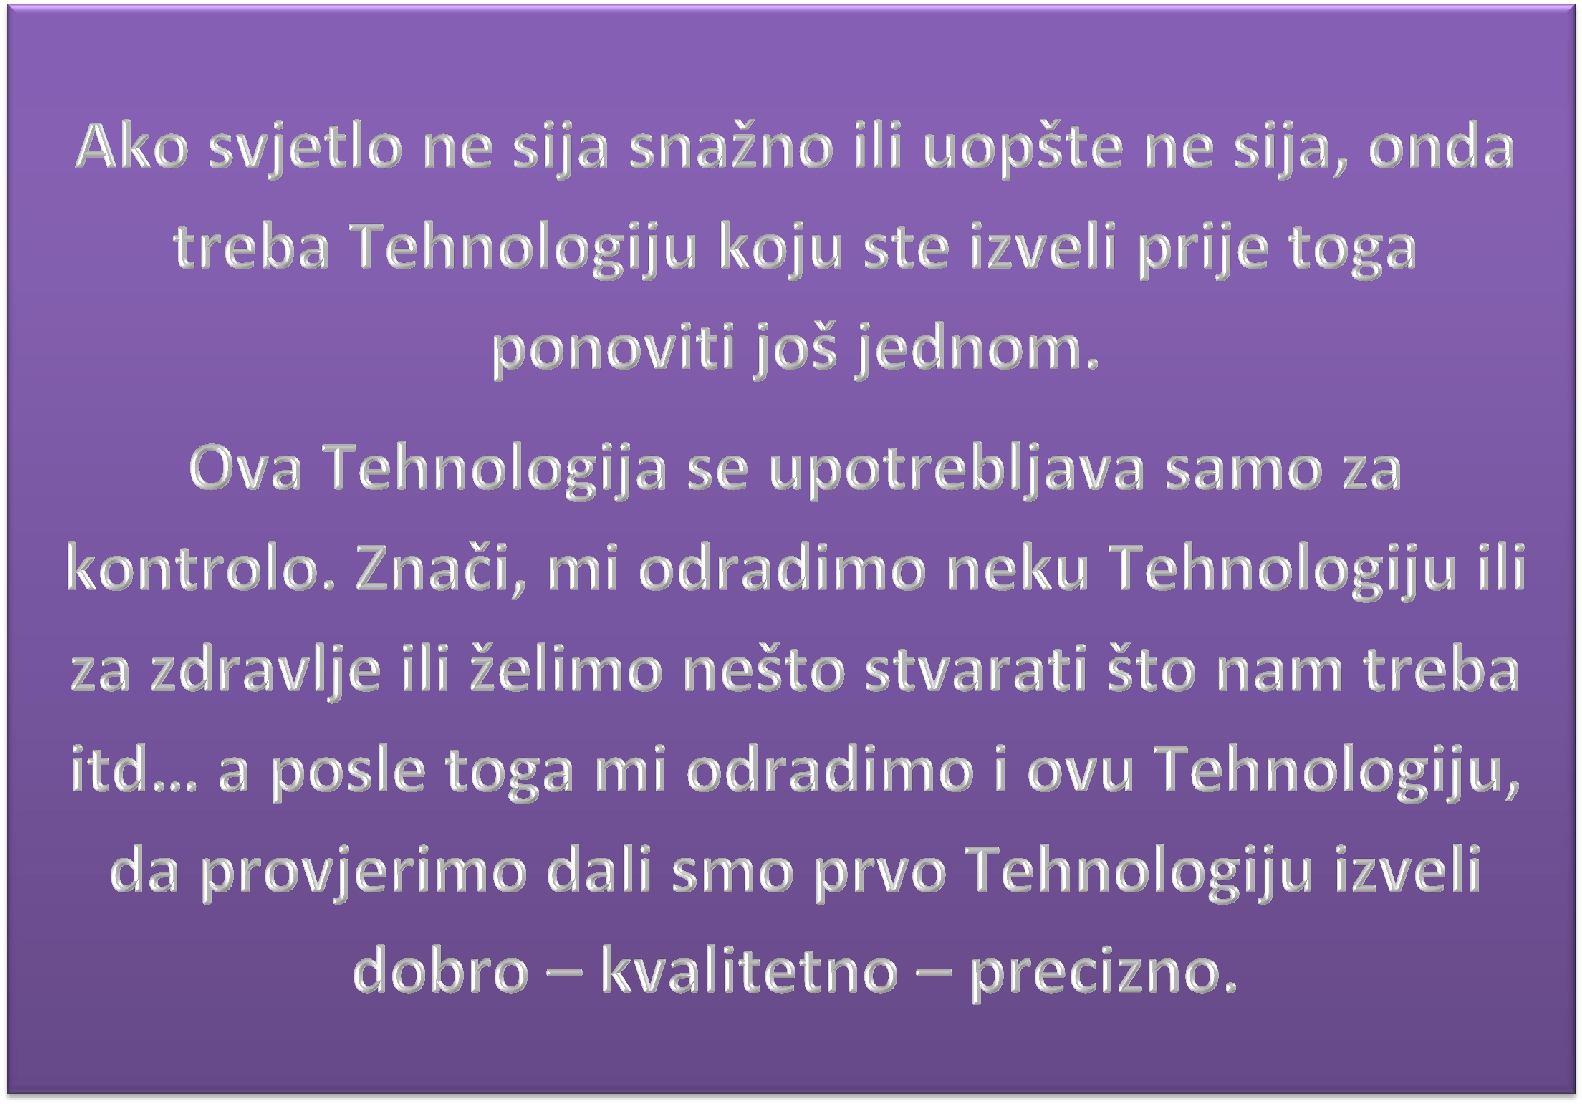 Ako svjetlo ne sija snažno ili uopšte ne sija, onda
treba Tehnologiju koju ste izveli prije toga
ponoviti još jednom.
Ova Tehnologija se upotrebljava samo za
kontrolo. Znači, mi odradimo neku Tehnologiju ili
za zdravlje ili želimo nešto stvarati što nam treba
itd... a posle toga mi odradimo i ovu Tehnologiju,
da provjerimo dali smo prvo Tehnologiju izveli
dobro – kvalitetno – precizno.